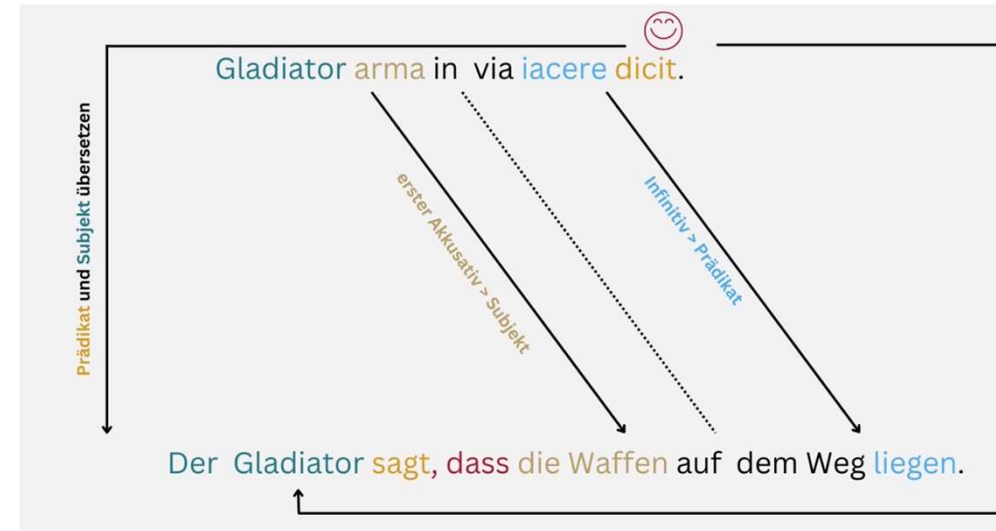 Gladiator arma in via iacere dicit.
Prädikat und Subjekt übersetzen
erster Akkusativ > Subjekt
Infinitiv > Prädikat
Der Gladiator sagt, dass die Waffen auf dem Weg liegen.